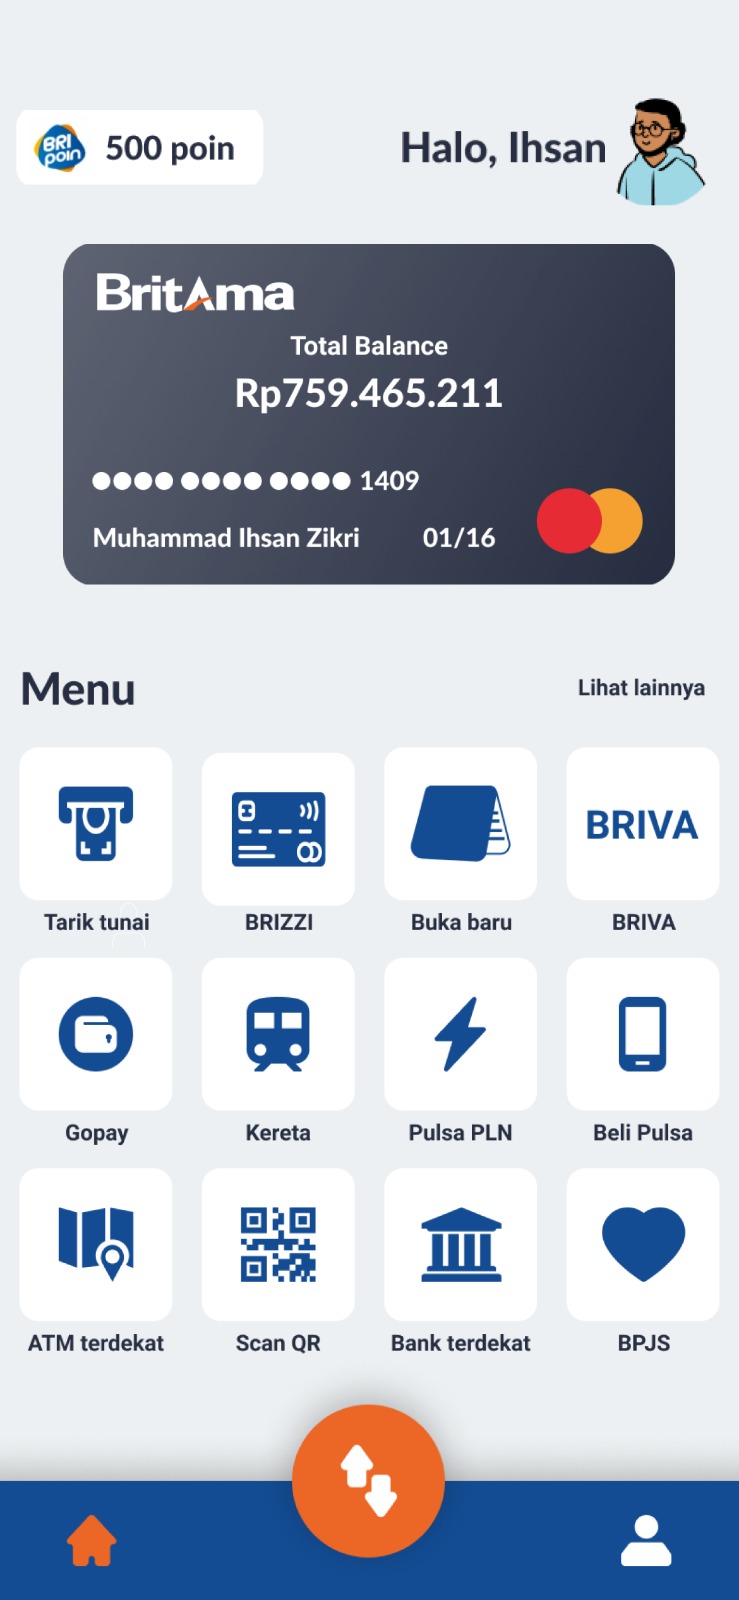 BRI
poin
500 poin
Halo, Ihsan
BritAma
Total Balance
Rp759.465.211
●●●● ●●●● ●●●● 1409
Muhammad Ihsan Zikri 01/16
Menu
Lihat lainnya
BRIVA
Tarik tunai
BRIZZI
Buka baru
BRIVA
Gopay
Kereta
Pulsa PLN
Beli Pulsa
ATM terdekat
Scan QR
Bank terdekat
BPJS